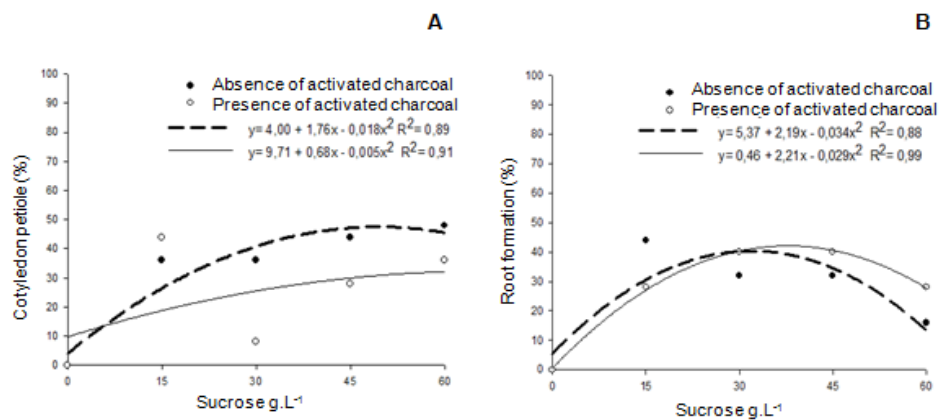 A
Absence of activated charcoal
Presence of activated charcoal
y= 4,00 + 1,76x - 0,018x² R²= 0,89
y= 9,71 + 0,68x - 0,005x² R²= 0,91
Cotyledon petiole (%)
100
90
80
70
60
50
40
30
20
10
0
0 15 30 45 60
Sucrose g.L⁻¹
B
Absence of activated charcoal
Presence of activated charcoal
y= 5,37 + 2,19x - 0,034x² R²= 0,88
y= 0,46 + 2,21x - 0,029x² R²= 0,99
Root formation (%)
100
90
80
70
60
50
40
30
20
10
0
0 15 30 45 60
Sucrose g.L⁻¹